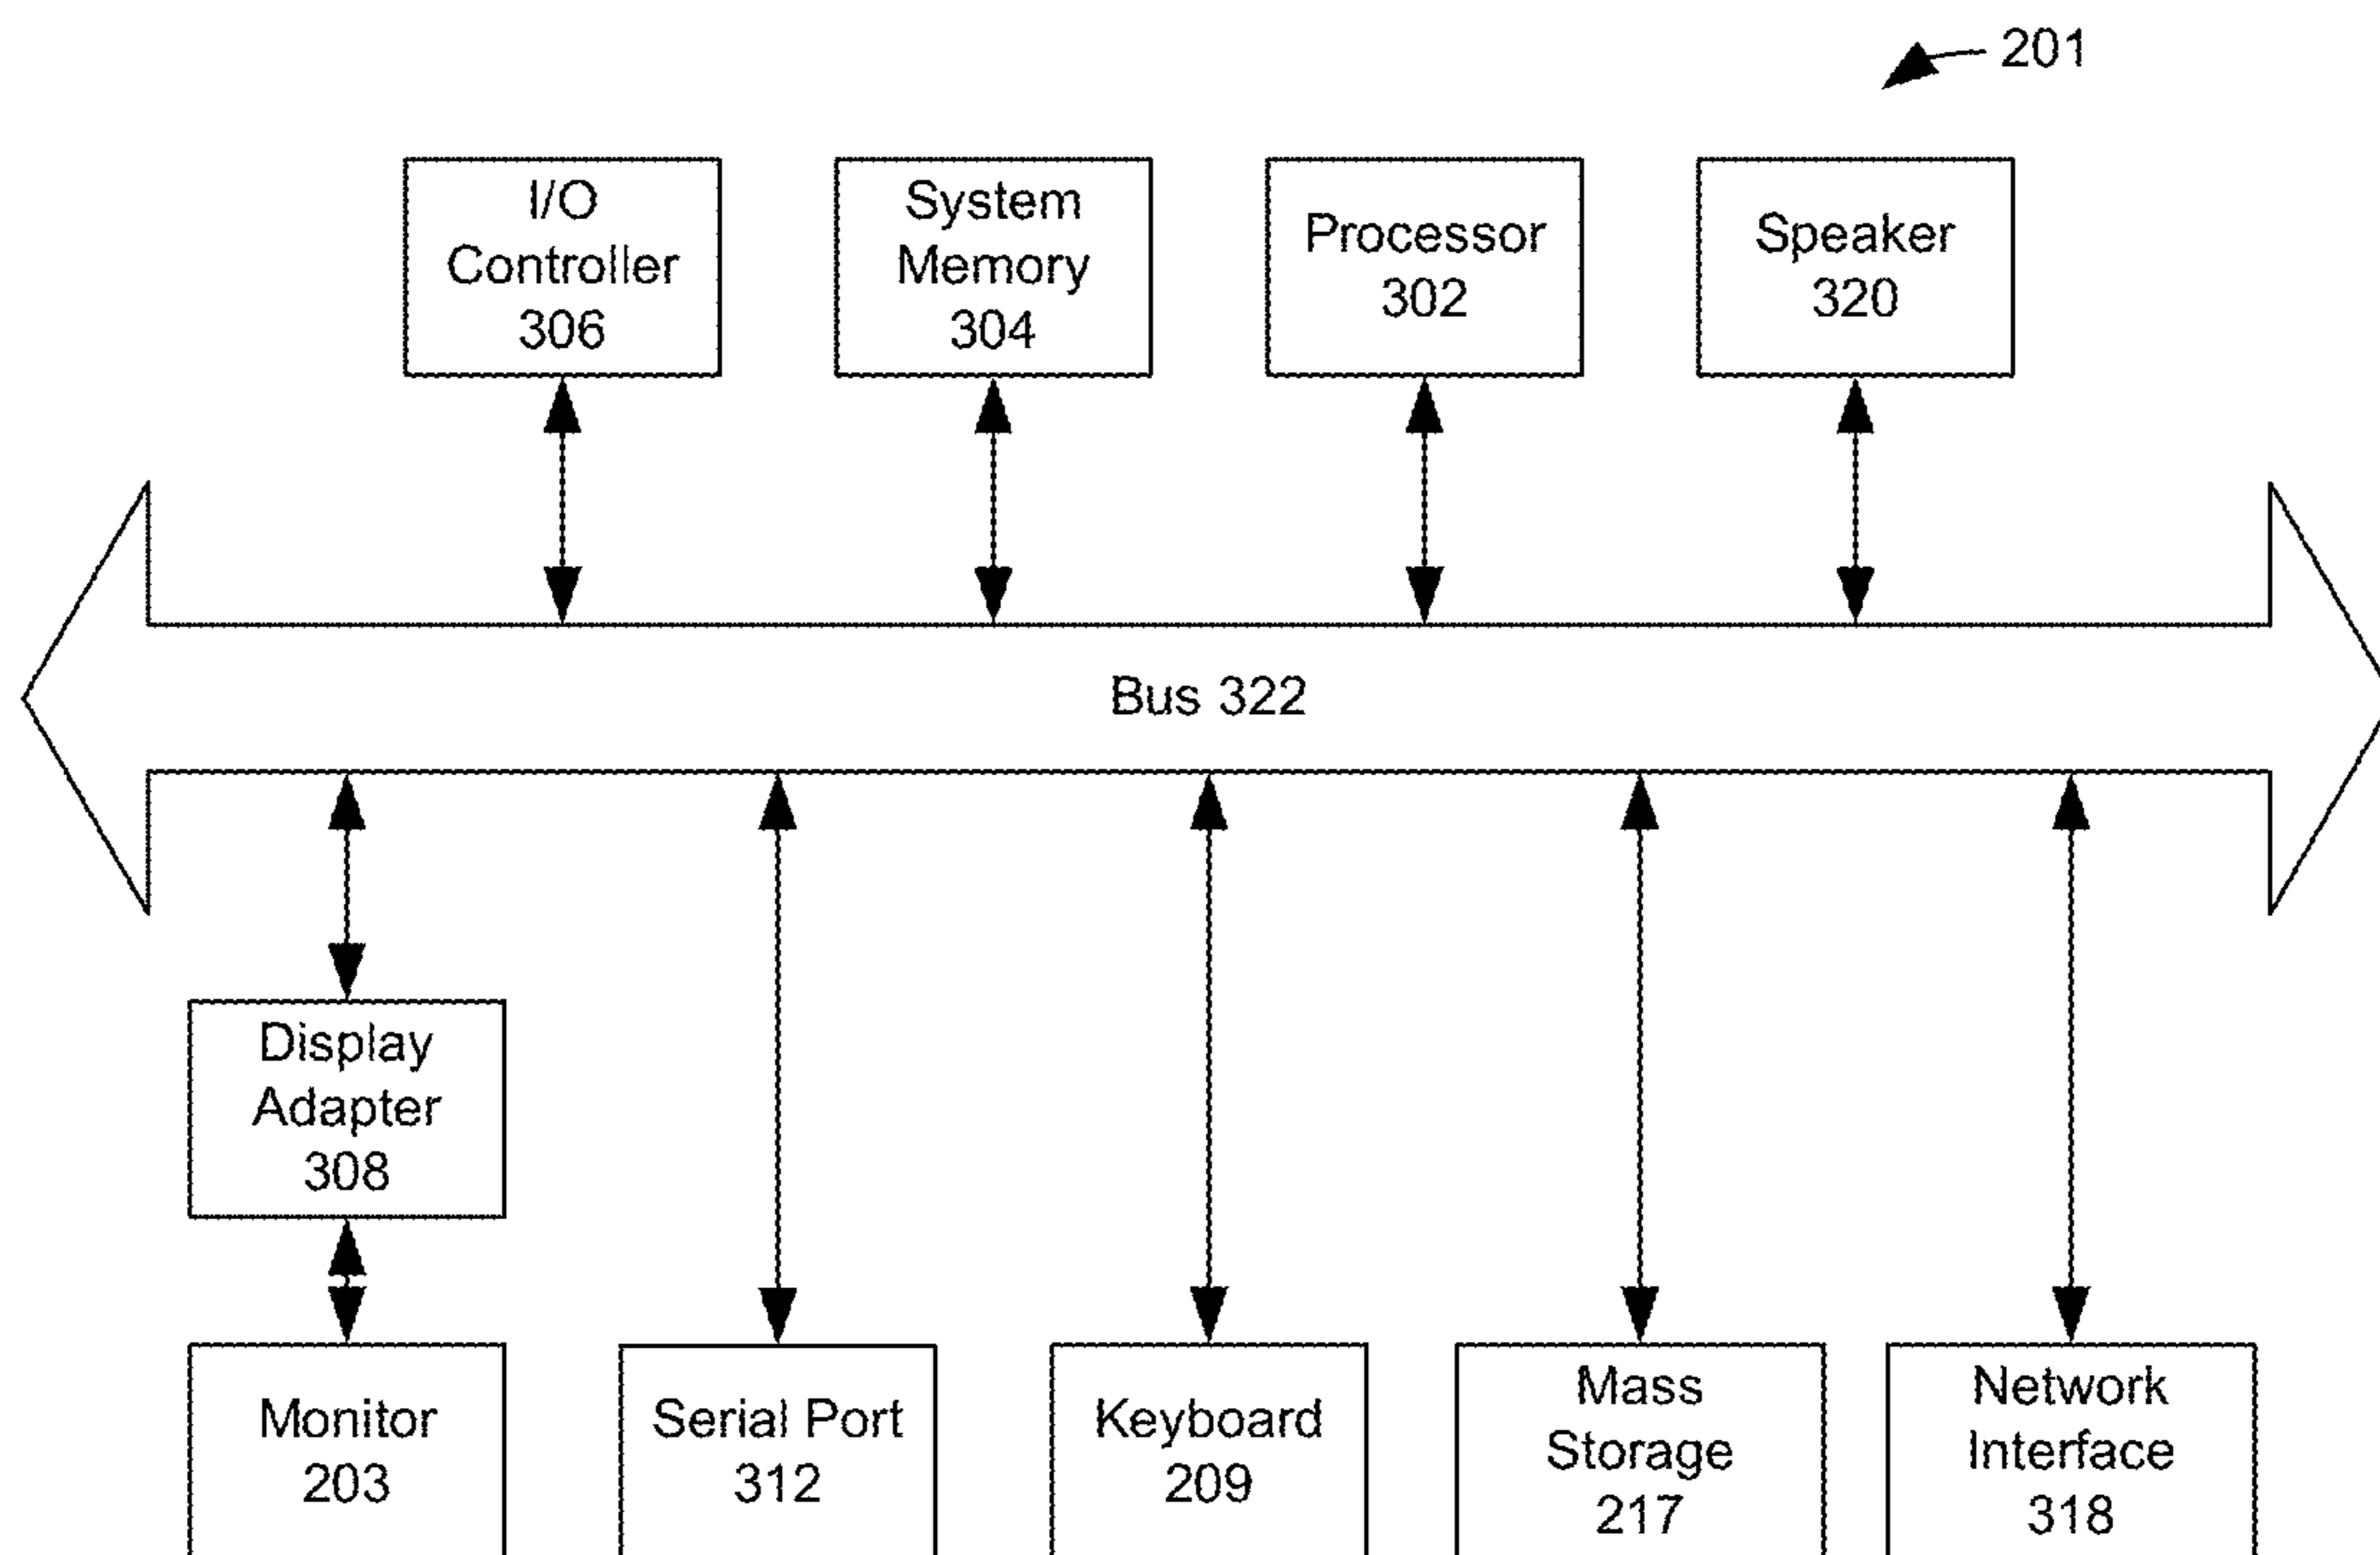 201
I/O
Controller
306
System
Memory
304
Processor
302
Speaker
320
Bus 322
Display
Adapter
308
Monitor
203
Serial Port
312
Keyboard
209
Mass
Storage
217
Network
Interface
318